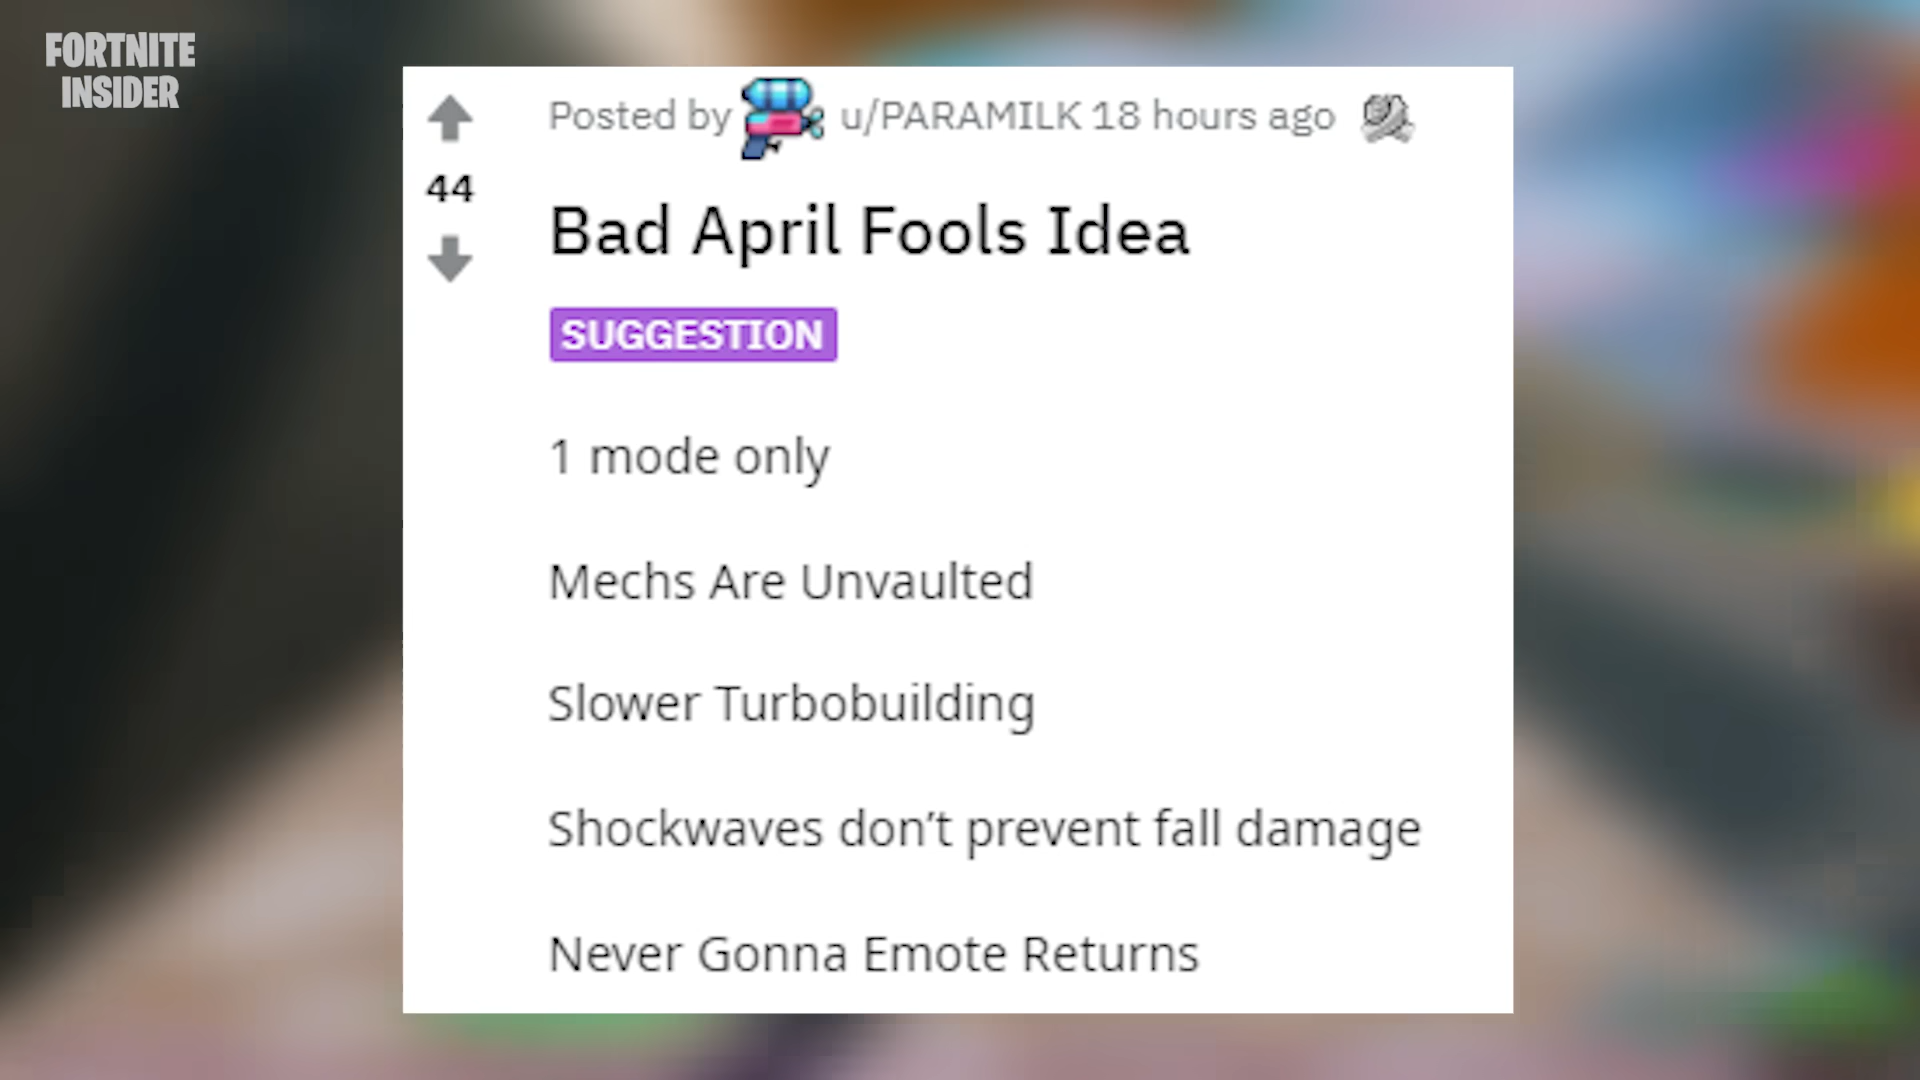 FORTNITE
INSIDER
Posted by u/PARAMILK 18 hours ago
44
Bad April Fools Idea
SUGGESTION
1 mode only
Mechs Are Unvaulted
Slower Turbobuilding
Shockwaves don’t prevent fall damage
Never Gonna Emote Returns